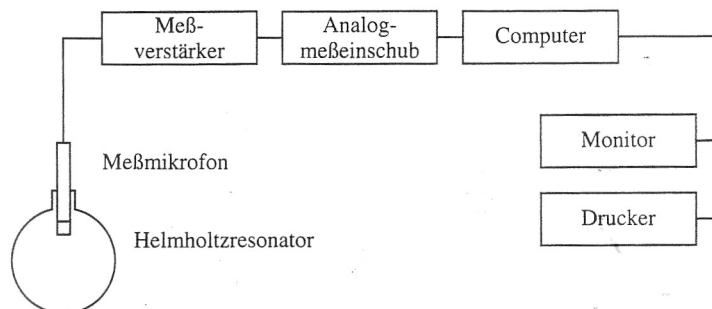 Meß-
verstärker
Analog-
meßeinschub
Computer
Monitor
Meßmikrofon
Drucker
Helmholtzresonator